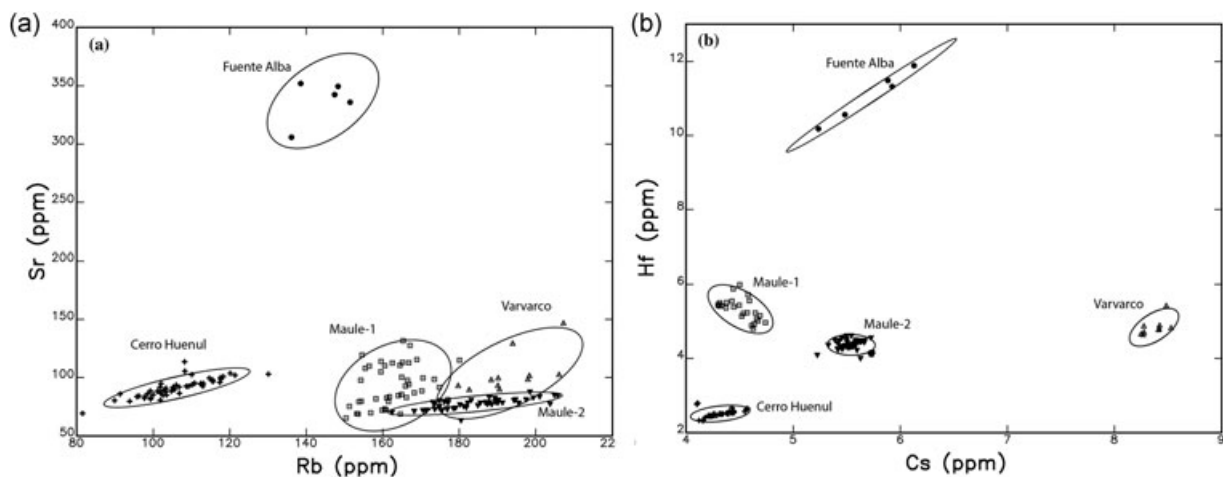 (a)
(a)
400
350
300
250
200
150
100
50
Sr (ppm)
Fuente Alba
Cerro Huenul
Maule-1
Varvarco
Maule-2
80
100
120
140
160
180
200
22
Rb (ppm)
(b)
(b)
12
10
8
6
4
2
Hf (ppm)
Fuente Alba
Maule-1
Maule-2
Varvarco
Cerro Huenul
4
5
6
7
8
9
Cs (ppm)